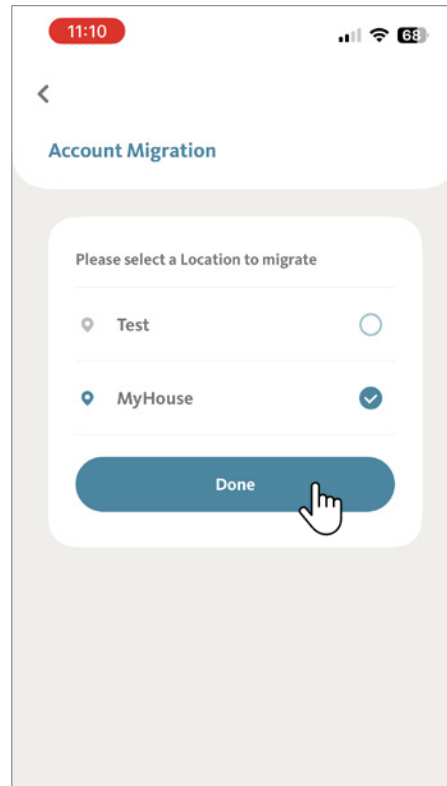 11:10
68
Account Migration
Please select a Location to migrate
Test
MyHouse
Done